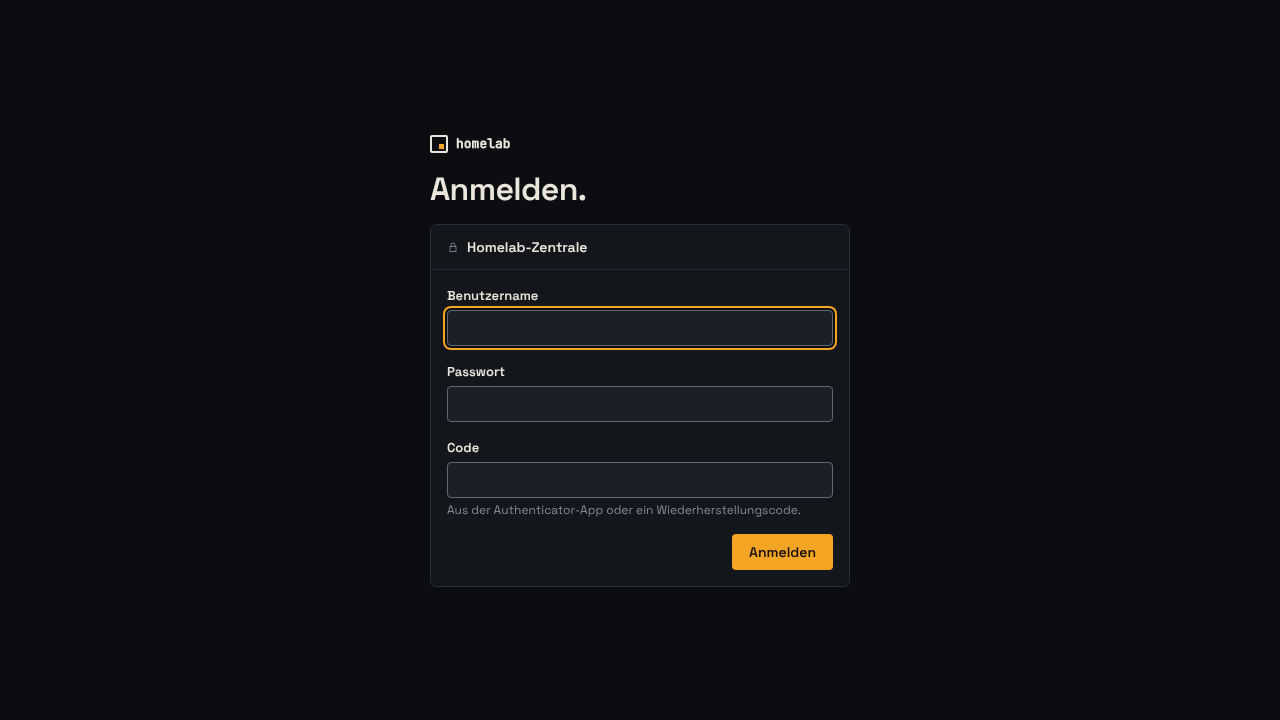 homelab
Anmelden.
Homelab-Zentrale
Benutzername
Passwort
Code
Aus der Authenticator-App oder ein Wiederherstellungscode.
Anmelden